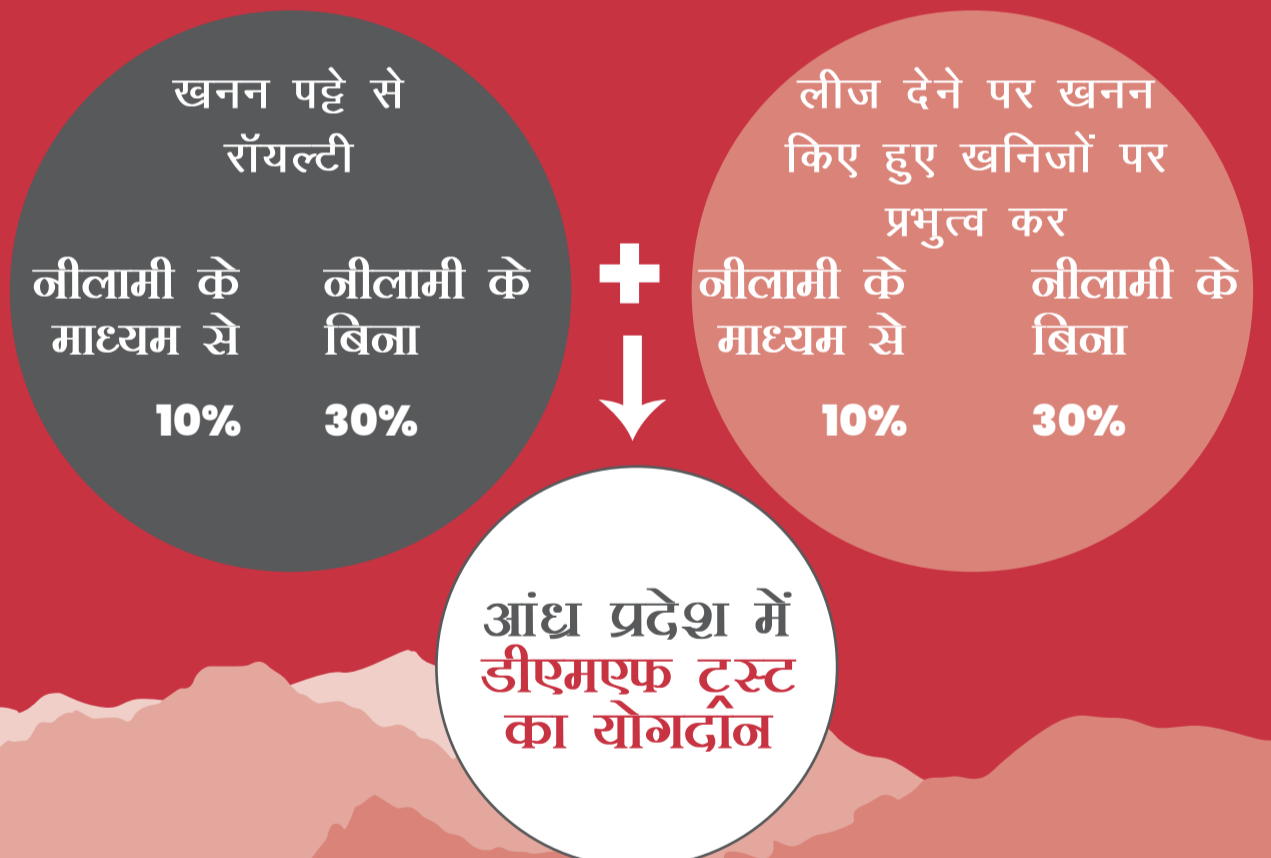 खनन पट्टे से
रॉयल्टी
नीलामी के
माध्यम से
10%
नीलामी के
बिना
30%
+
लीज देने पर खनन
किए हुए खनिजों पर
प्रभुत्व कर
नीलामी के
माध्यम से
10%
नीलामी के
बिना
30%
आंध्र प्रदेश में
डीएमएफ ट्रस्ट
का योगदान